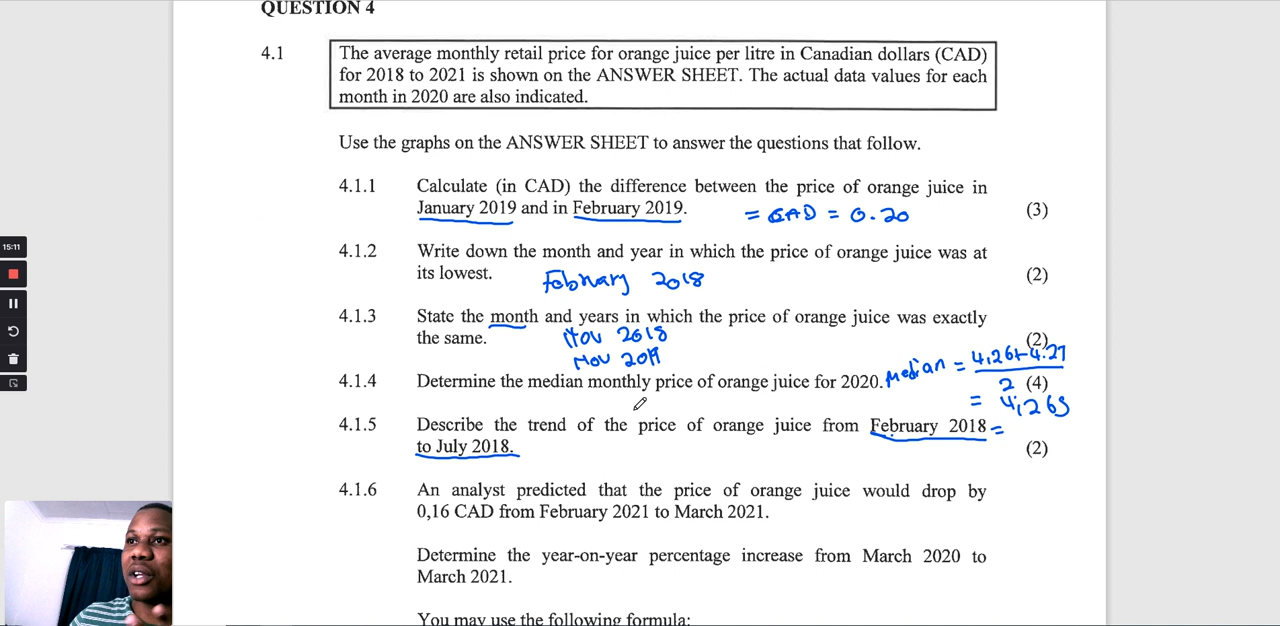 QUESTION 4
4.1
The average monthly retail price for orange juice per litre in Canadian dollars (CAD)
for 2018 to 2021 is shown on the ANSWER SHEET. The actual data values for each
month in 2020 are also indicated.
Use the graphs on the ANSWER SHEET to answer the questions that follow.
4.1.1 Calculate (in CAD) the difference between the price of orange juice in
January 2019 and in February 2019. = CAD = 0.20 (3)
4.1.2 Write down the month and year in which the price of orange juice was at
its lowest. February 2018 (2)
4.1.3 State the month and years in which the price of orange juice was exactly
the same. Nov 2018 (2)
Nov 2019
Median = 4,26+4.27
4.1.4 Determine the median monthly price of orange juice for 2020. 2 (4)
= 4,265
4.1.5 Describe the trend of the price of orange juice from February 2018 =
to July 2018. (2)
4.1.6 An analyst predicted that the price of orange juice would drop by
0,16 CAD from February 2021 to March 2021.
Determine the year-on-year percentage increase from March 2020 to
March 2021.
You may use the following formula:
15:11